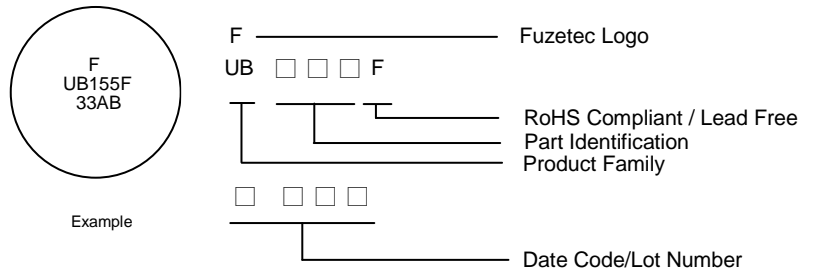 F
UB155F
33AB
Example
F Fuzetec Logo
UB □ □ □ F
RoHS Compliant / Lead Free
Part Identification
Product Family
□ □ □ □
Date Code/Lot Number